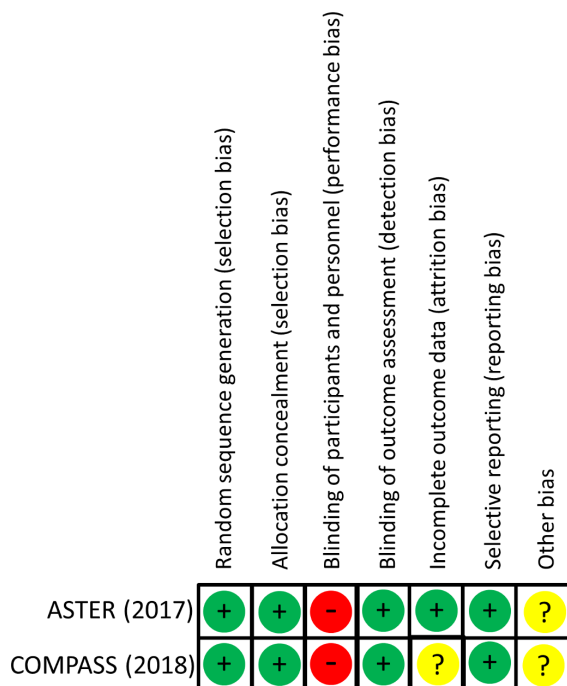 Random sequence generation (selection bias)
Allocation concealment (selection bias)
Blinding of participants and personnel (performance bias)
Blinding of outcome assessment (detection bias)
Incomplete outcome data (attrition bias)
Selective reporting (reporting bias)
Other bias
ASTER (2017) + + - + + + ?
COMPASS (2018) + + - + ? + ?